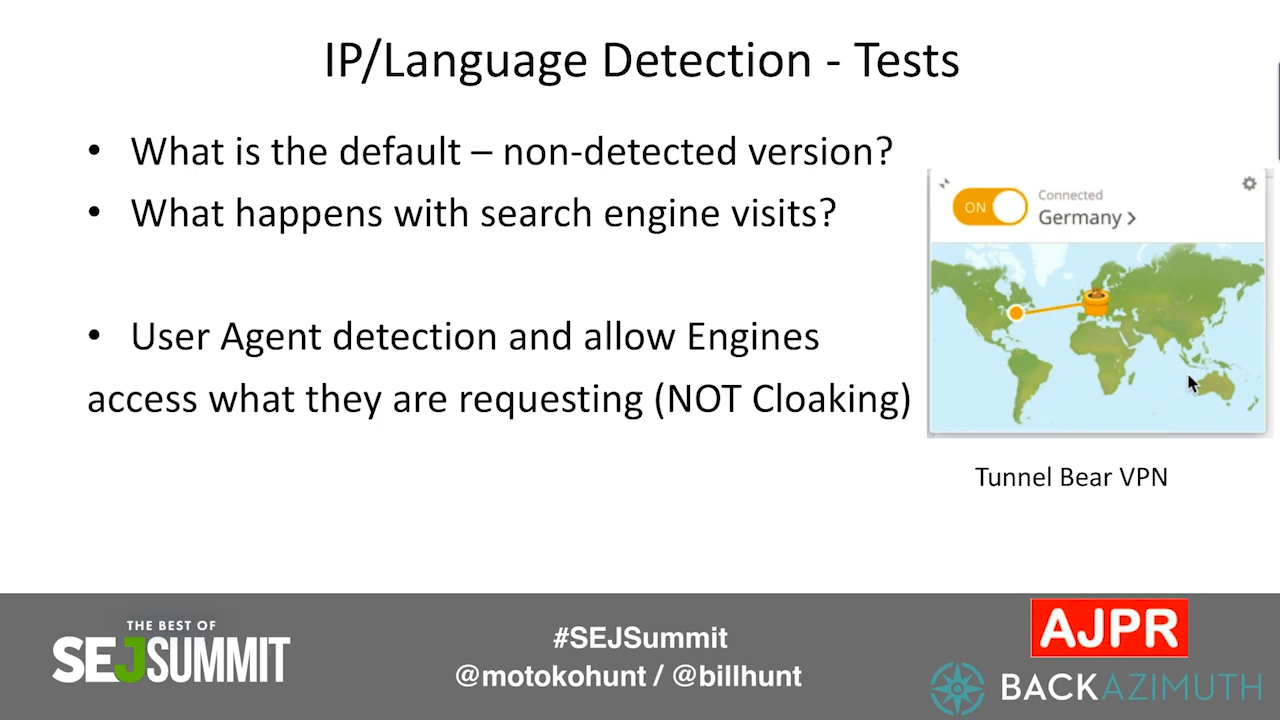 IP/Language Detection - Tests
• What is the default – non-detected version?
• What happens with search engine visits?
• User Agent detection and allow Engines
access what they are requesting (NOT Cloaking)
ON
Connected
Germany >
Tunnel Bear VPN
THE BEST OF
SEJSUMMIT
#SEJSummit
@motokohunt / @billhunt
AJPR
BACKAZIMUTH